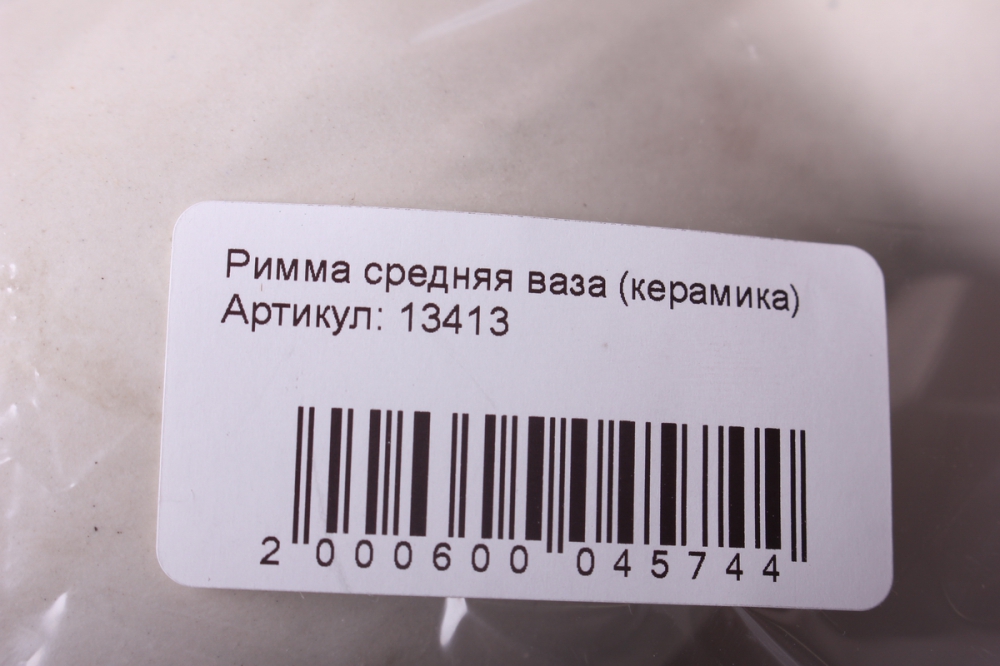 Римма средняя ваза (керамика)
Артикул: 13413
2 000600 045744